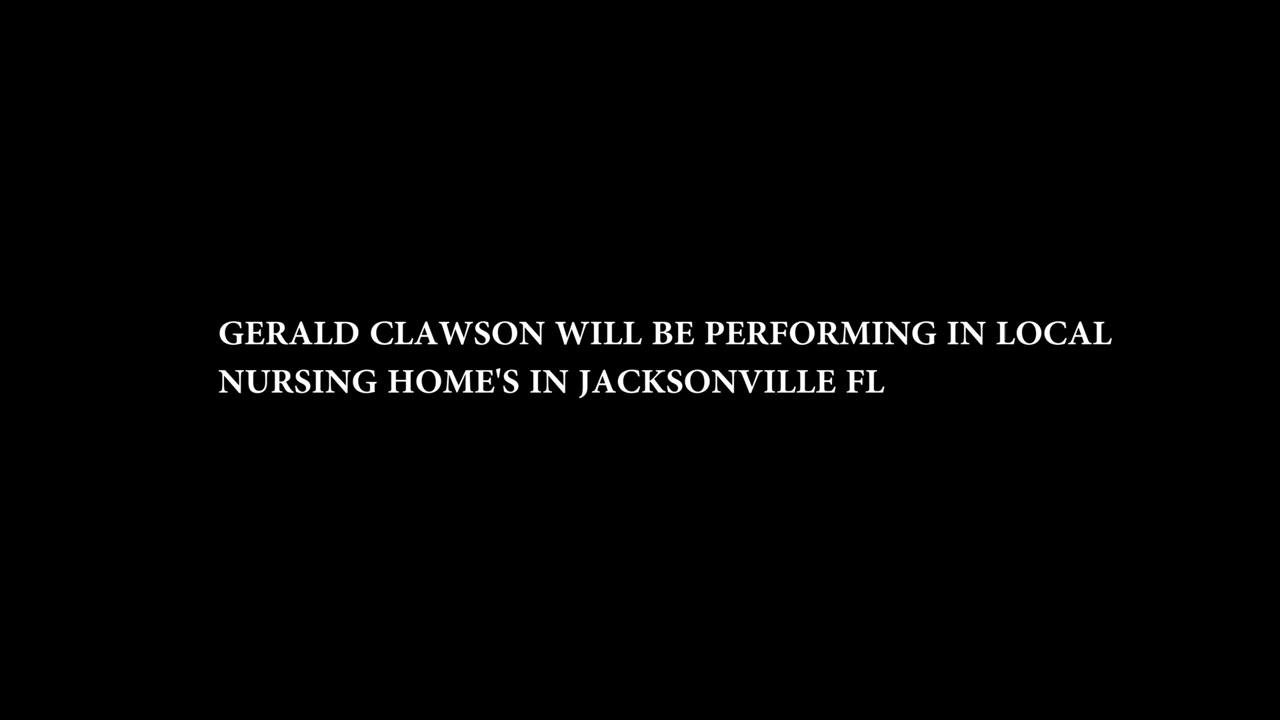 GERALD CLAWSON WILL BE PERFORMING IN LOCAL
NURSING HOME'S IN JACKSONVILLE FL